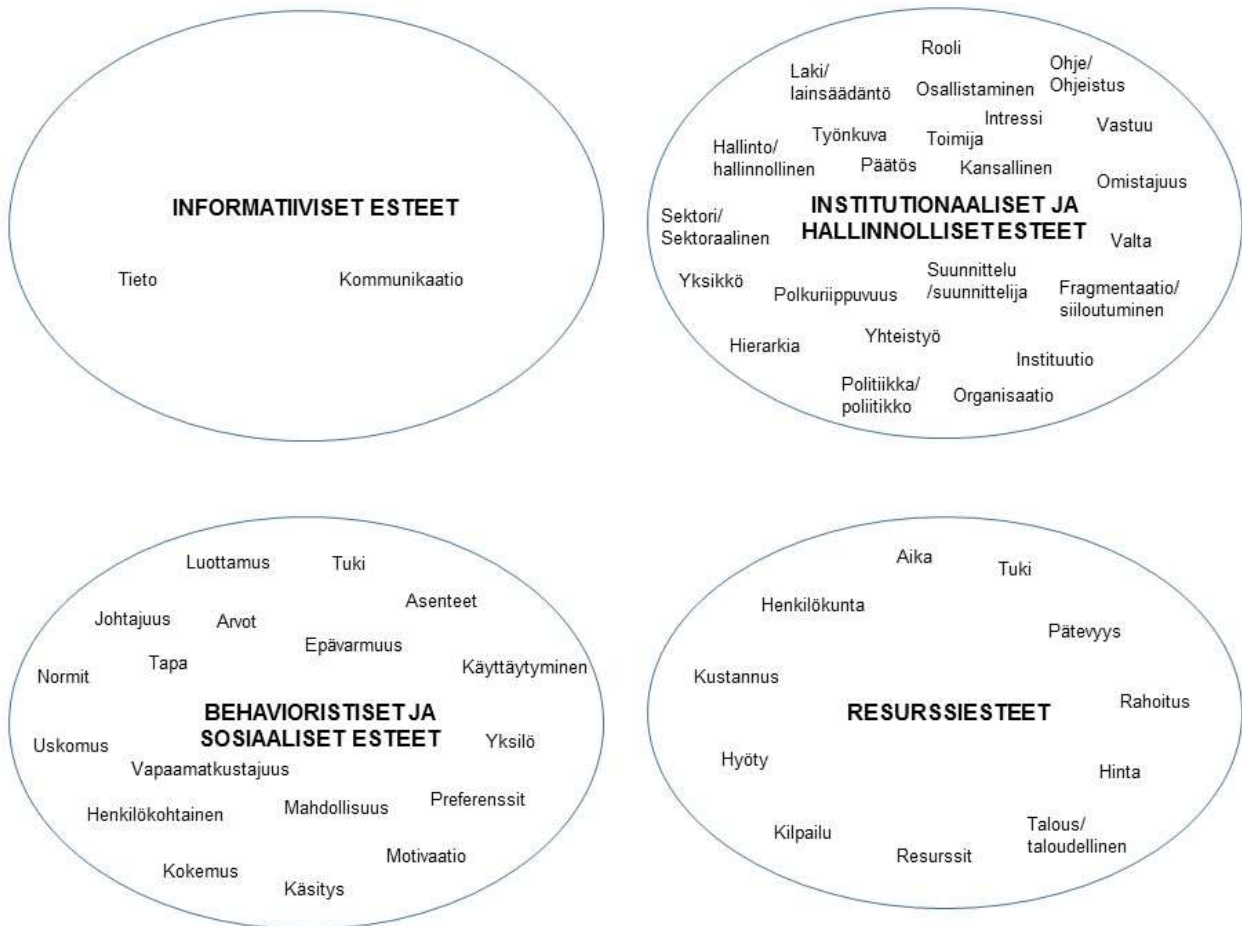 INFORMATIIVISET ESTEET
Tieto
Kommunikaatio
Rooli
Laki/
lainsäädäntö
Osallistaminen
Ohje/
Ohjeistus
Intressi
Vastuu
Työnkuva
Toimija
Hallinto/
hallinnollinen
Päätös
Kansallinen
Omistajuus
INSTITUTIONAALISET JA
HALLINNOLLISET ESTEET
Sektori/
Sektoraalinen
Valta
Yksikkö
Polkuriippuvuus
Suunnittelu
/suunnittelija
Fragmentaatio/
siiloutuminen
Hierarkia
Yhteistyö
Instituutio
Politiikka/
poliitikko
Organisaatio
Luottamus
Tuki
Asenteet
Johtajuus
Arvot
Epävarmuus
Normit
Tapa
Käyttäytyminen
BEHAVIORISTISET JA
SOSIAALISET ESTEET
Uskomus
Yksilö
Vapaamatkustajuus
Henkilökohtainen
Mahdollisuus
Preferenssit
Kokemus
Käsitys
Motivaatio
Aika
Tuki
Henkilökunta
Pätevyys
Kustannus
Rahoitus
RESURSSIESTEET
Hyöty
Hinta
Kilpailu
Resurssit
Talous/
taloudellinen